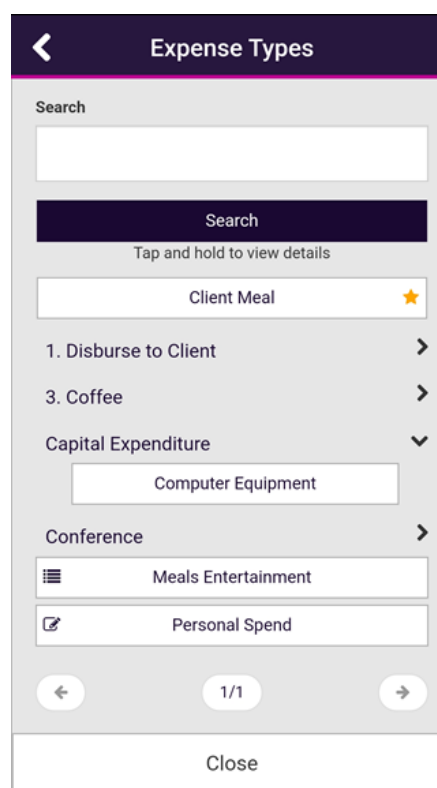 Expense Types
Search
Search
Tap and hold to view details
Client Meal
1. Disburse to Client
3. Coffee
Capital Expenditure
Computer Equipment
Conference
Meals Entertainment
Personal Spend
1/1
Close